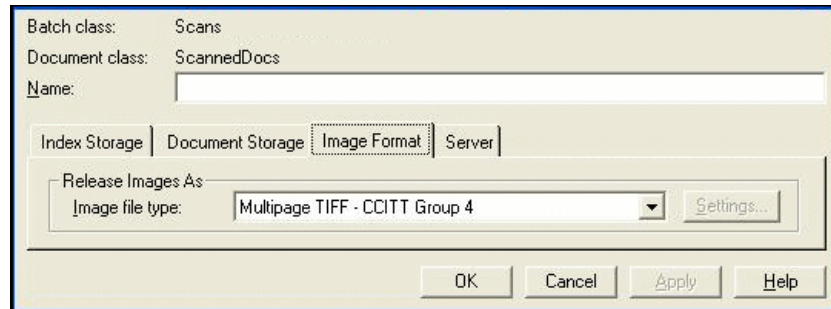 Batch class: Scans
Document class: ScannedDocs
Name:
Index Storage Document Storage Image Format Server
Release Images As
Image file type: Multipage TIFF - CCITT Group 4 Settings...
OK Cancel Apply Help